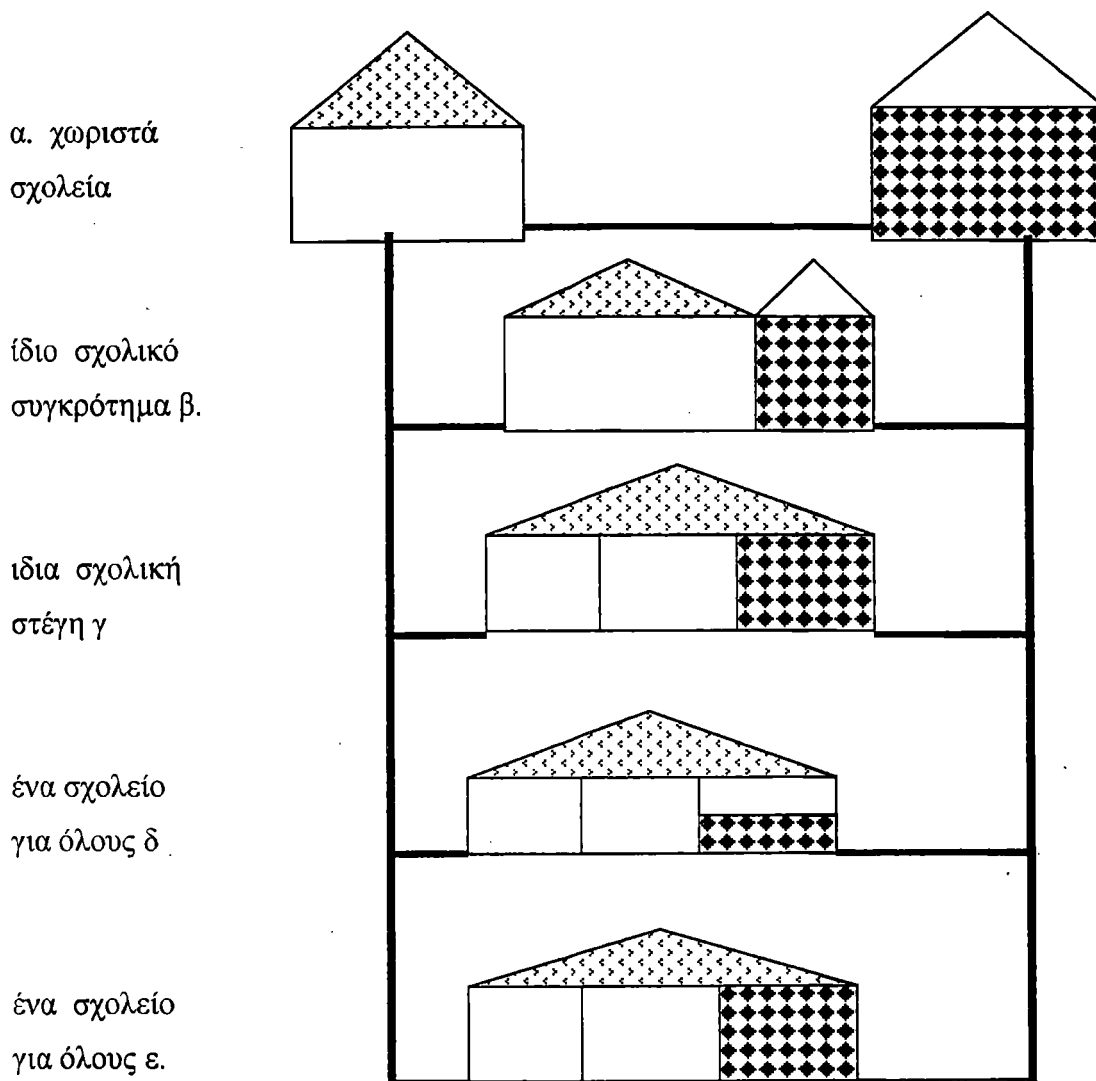 α. χωριστά
σχολεία
ίδιο σχολικό
συγκρότημα β.
ιδια σχολική
στέγη γ
ένα σχολείο
για όλους δ
ένα σχολείο
για όλους ε.